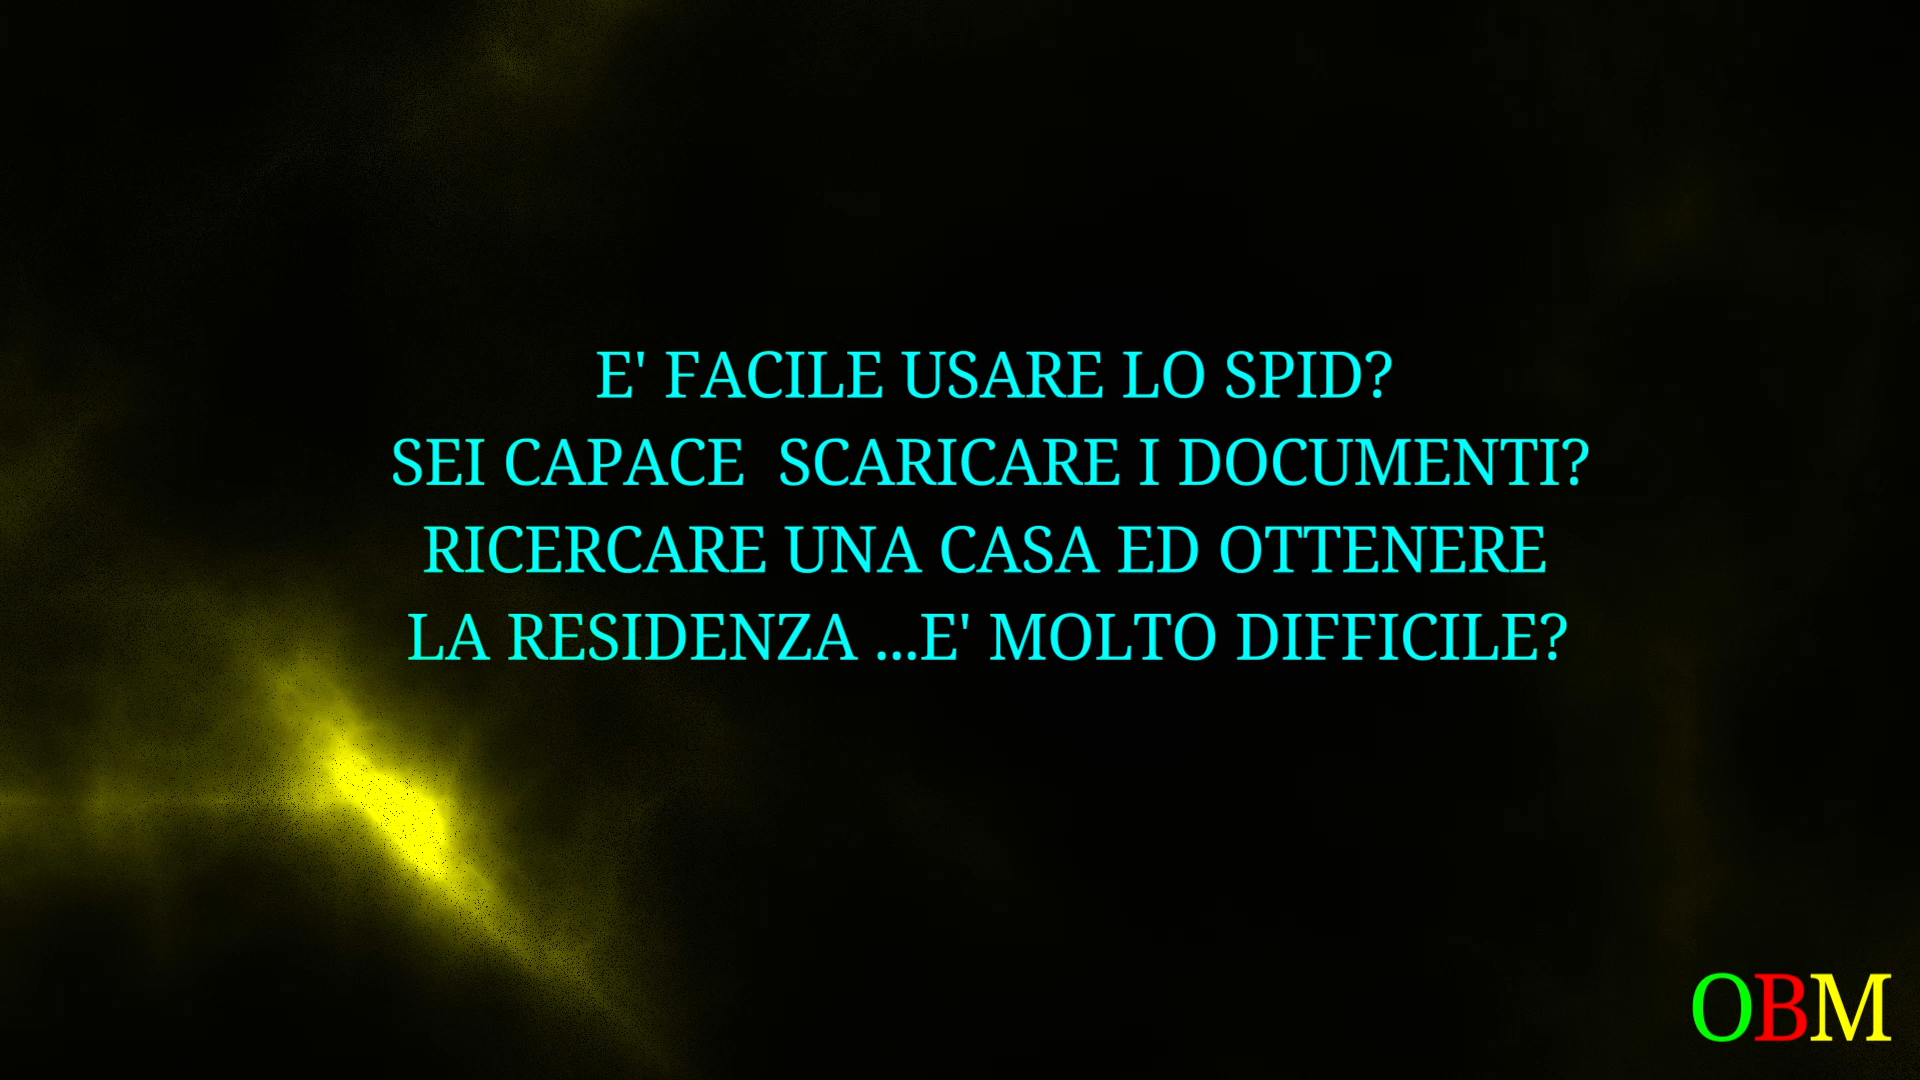 E' FACILE USARE LO SPID?
SEI CAPACE  SCARICARE I DOCUMENTI?
RICERCARE UNA CASA ED OTTENERE
LA RESIDENZA ...E' MOLTO DIFFICILE?
OBM